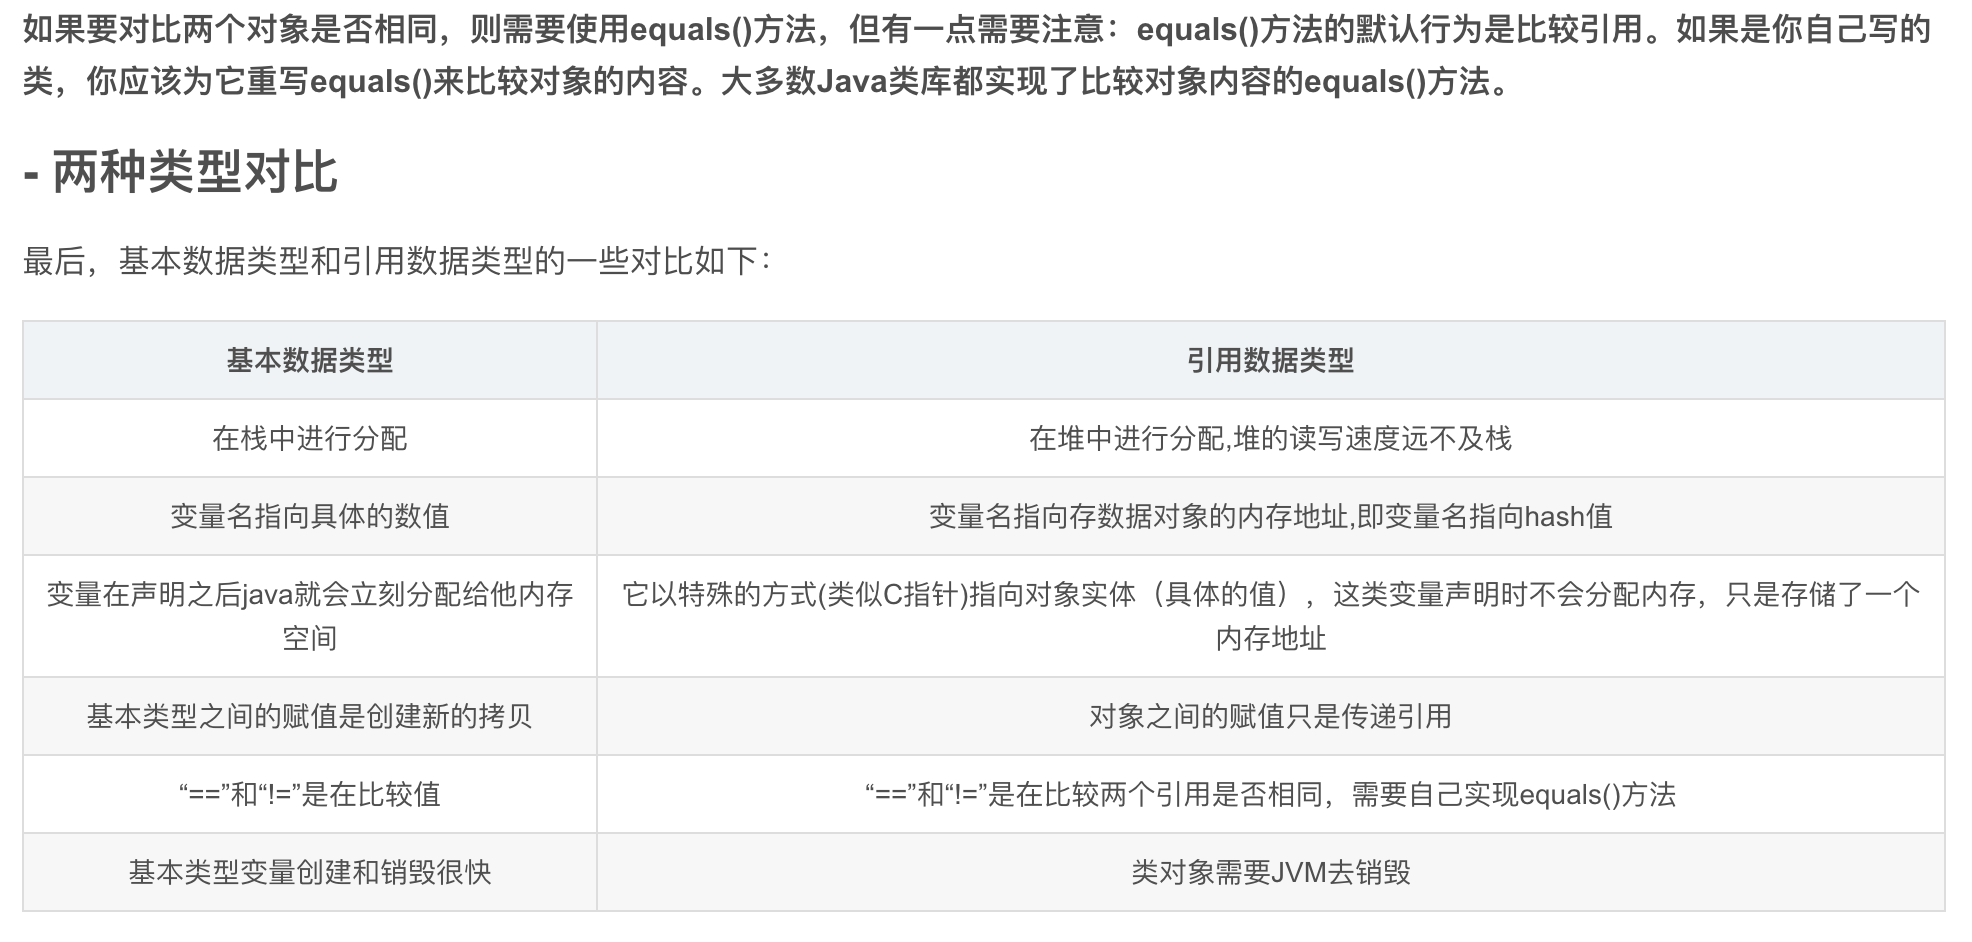 如果要对比两个对象是否相同，则需要使用equals()方法，但有一点需要注意：equals()方法的默认行为是比较引用。如果是你自己写的
类，你应该为它重写equals()来比较对象的内容。大多数Java类库都实现了比较对象内容的equals()方法。
- 两种类型对比
最后，基本数据类型和引用数据类型的一些对比如下：
基本数据类型
引用数据类型
在栈中进行分配
在堆中进行分配,堆的读写速度远不及栈
变量名指向具体的数值
变量名指向存数据对象的内存地址,即变量名指向hash值
变量在声明之后java就会立刻分配给他内存
空间
它以特殊的方式(类似C指针)指向对象实体（具体的值），这类变量声明时不会分配内存，只是存储了一个
内存地址
基本类型之间的赋值是创建新的拷贝
对象之间的赋值只是传递引用
“==”和“!=”是在比较值
“==”和“!=”是在比较两个引用是否相同，需要自己实现equals()方法
基本类型变量创建和销毁很快
类对象需要JVM去销毁